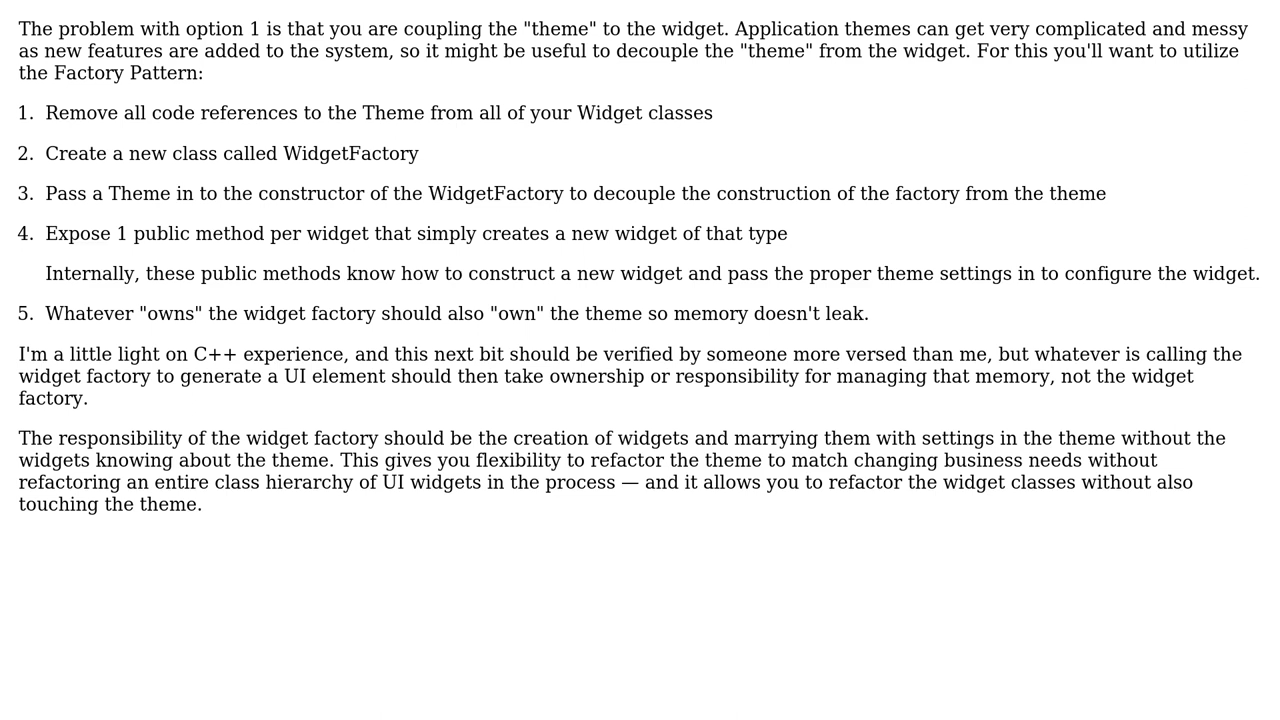 The problem with option 1 is that you are coupling the "theme" to the widget. Application themes can get very complicated and messy
as new features are added to the system, so it might be useful to decouple the "theme" from the widget. For this you'll want to utilize
the Factory Pattern:
1. Remove all code references to the Theme from all of your Widget classes
2. Create a new class called WidgetFactory
3. Pass a Theme in to the constructor of the WidgetFactory to decouple the construction of the factory from the theme
4. Expose 1 public method per widget that simply creates a new widget of that type
Internally, these public methods know how to construct a new widget and pass the proper theme settings in to configure the widget.
5. Whatever "owns" the widget factory should also "own" the theme so memory doesn't leak.
I'm a little light on C++ experience, and this next bit should be verified by someone more versed than me, but whatever is calling the
widget factory to generate a UI element should then take ownership or responsibility for managing that memory, not the widget
factory.
The responsibility of the widget factory should be the creation of widgets and marrying them with settings in the theme without the
widgets knowing about the theme. This gives you flexibility to refactor the theme to match changing business needs without
refactoring an entire class hierarchy of UI widgets in the process — and it allows you to refactor the widget classes without also
touching the theme.